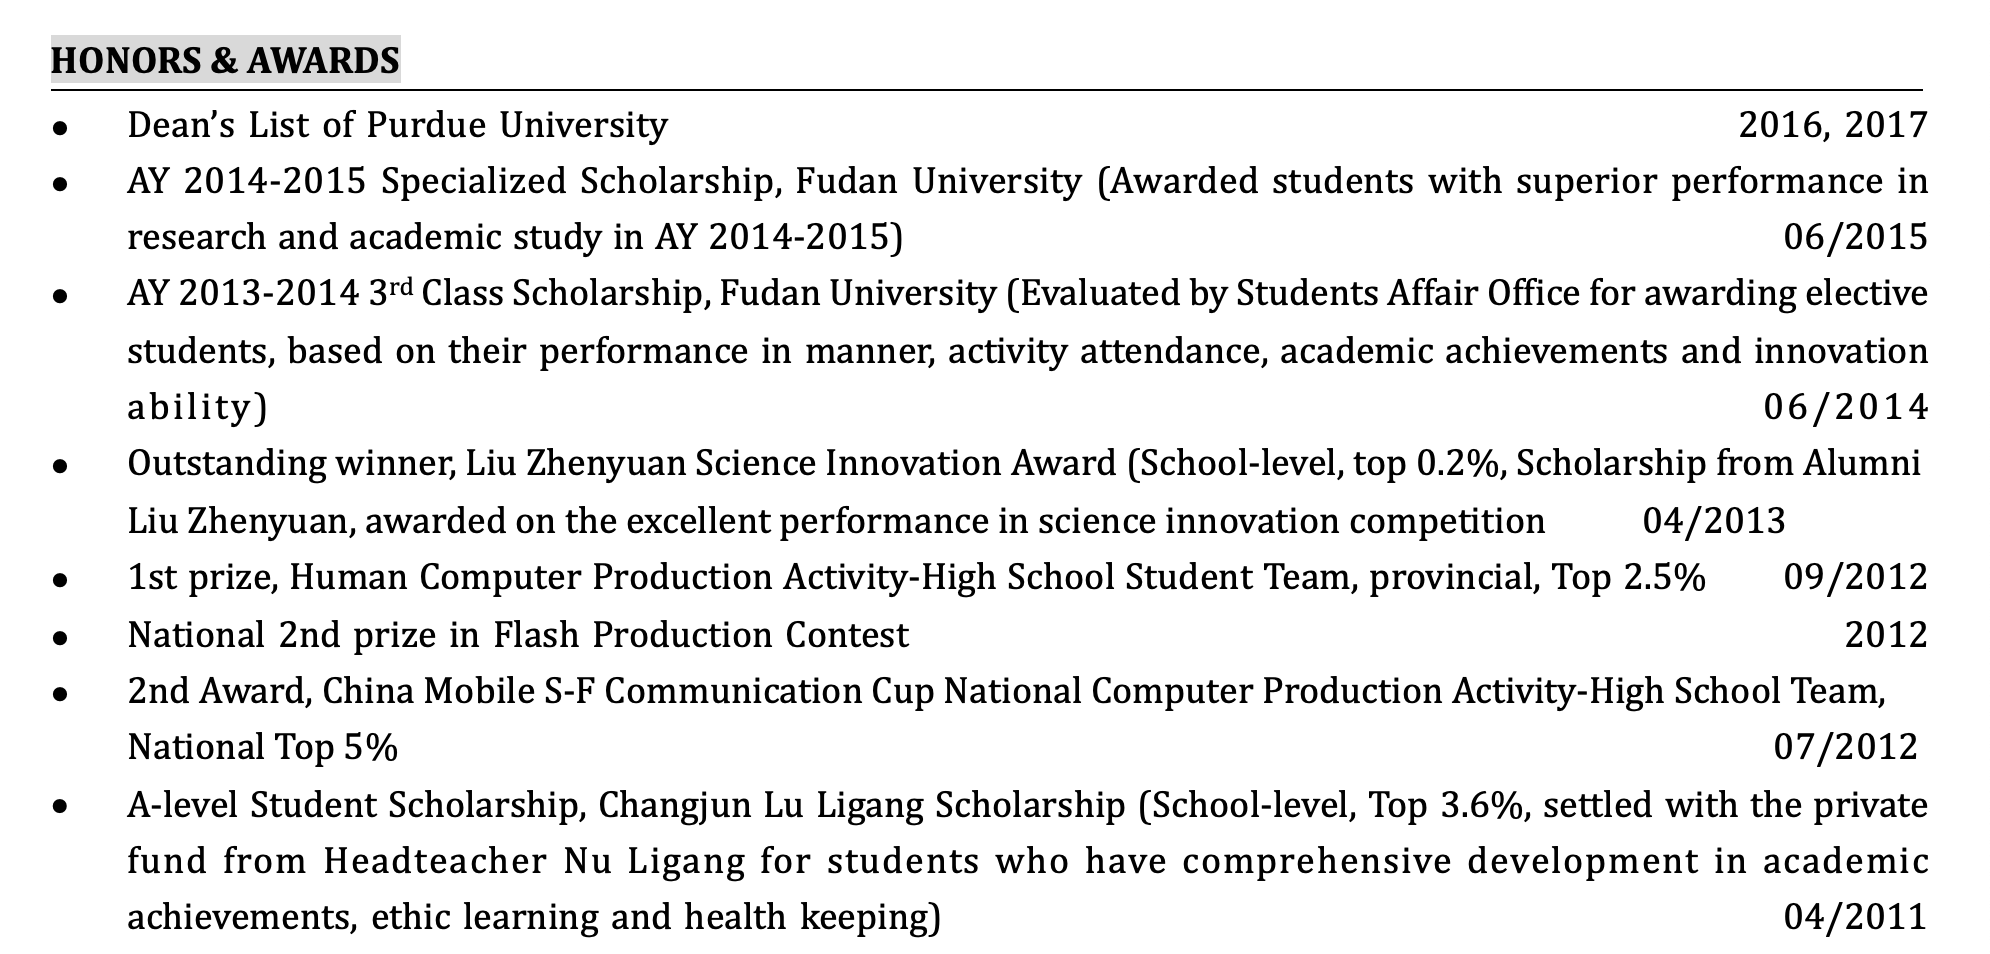 HONORS & AWARDS
● Dean’s List of Purdue University 2016, 2017
● AY 2014-2015 Specialized Scholarship, Fudan University (Awarded students with superior performance in
research and academic study in AY 2014-2015) 06/2015
● AY 2013-2014 3rd Class Scholarship, Fudan University (Evaluated by Students Affair Office for awarding elective
students, based on their performance in manner, activity attendance, academic achievements and innovation
ability) 06/2014
● Outstanding winner, Liu Zhenyuan Science Innovation Award (School-level, top 0.2%, Scholarship from Alumni
Liu Zhenyuan, awarded on the excellent performance in science innovation competition 04/2013
● 1st prize, Human Computer Production Activity-High School Student Team, provincial, Top 2.5% 09/2012
● National 2nd prize in Flash Production Contest 2012
● 2nd Award, China Mobile S-F Communication Cup National Computer Production Activity-High School Team,
National Top 5% 07/2012
● A-level Student Scholarship, Changjun Lu Ligang Scholarship (School-level, Top 3.6%, settled with the private
fund from Headteacher Nu Ligang for students who have comprehensive development in academic
achievements, ethic learning and health keeping) 04/2011